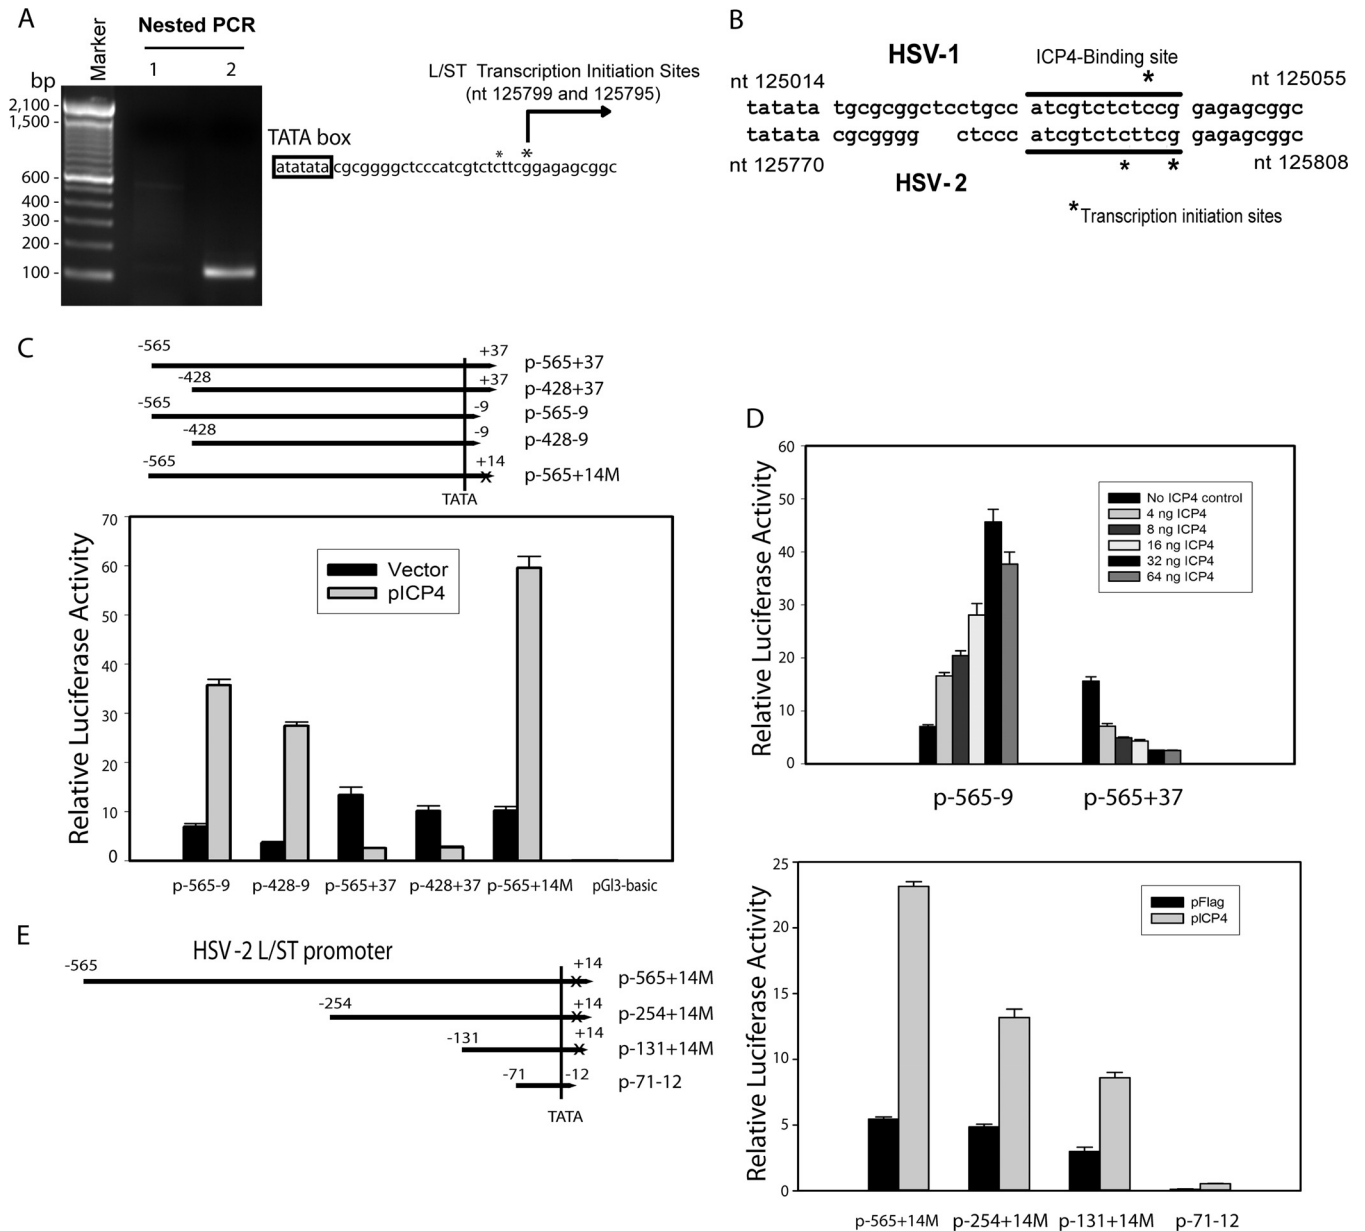 A
Nested PCR
Marker
bp
1 2
2,100 -
1,500 -
600 -
400 -
300 -
200 -
100 -
L/ST Transcription Initiation Sites
(nt 125799 and 125795)
TATA box
* *
atatata cgcggggctcccatcgtctcttcggagagcggc
B
HSV-1
ICP4-Binding site
nt 125014
*
nt 125055
tatata tgcgcggctcctgcc atcgtctctccg gagagcggc
tatata cgcgggg ctccc atcgtctcttcg gagagcggc
nt 125770
* *
nt 125808
HSV-2
*Transcription initiation sites
C
-565 +37 p-565+37
-428 +37 p-428+37
-565 -9 p-565-9
-428 -9 p-428-9
-565 +14 x p-565+14M
TATA
Relative Luciferase Activity
70
60
50
40
30
20
10
0
Vector
pICP4
p-565-9 p-428-9 p-565+37 p-428+37 p-565+14M pGl3-basic
D
Relative Luciferase Activity
60
50
40
30
20
10
0
No ICP4 control
4 ng ICP4
8 ng ICP4
16 ng ICP4
32 ng ICP4
64 ng ICP4
p-565-9 p-565+37
E
HSV-2 L/ST promoter
-565 +14 x p-565+14M
-254 +14 x p-254+14M
-131 +14 x p-131+14M
-71 -12 p-71-12
TATA
Relative Luciferase Activity
25
20
15
10
5
0
pFlag
pICP4
p-565+14M p-254+14M p-131+14M p-71-12